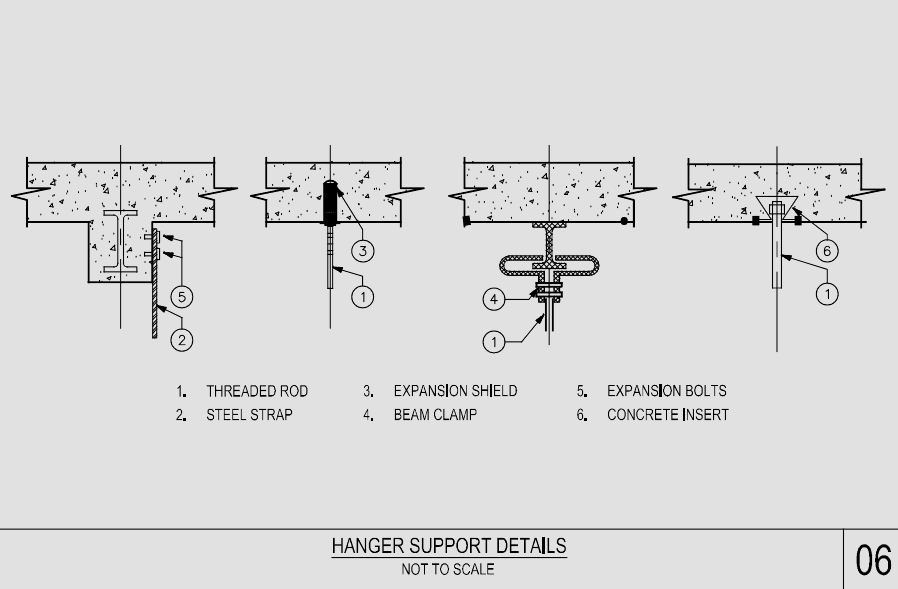 3
6
1
1
5
4
2
1
1. THREADED ROD 3. EXPANSION SHIELD 5. EXPANSION BOLTS
2. STEEL STRAP 4. BEAM CLAMP 6. CONCRETE INSERT
HANGER SUPPORT DETAILS
NOT TO SCALE
06